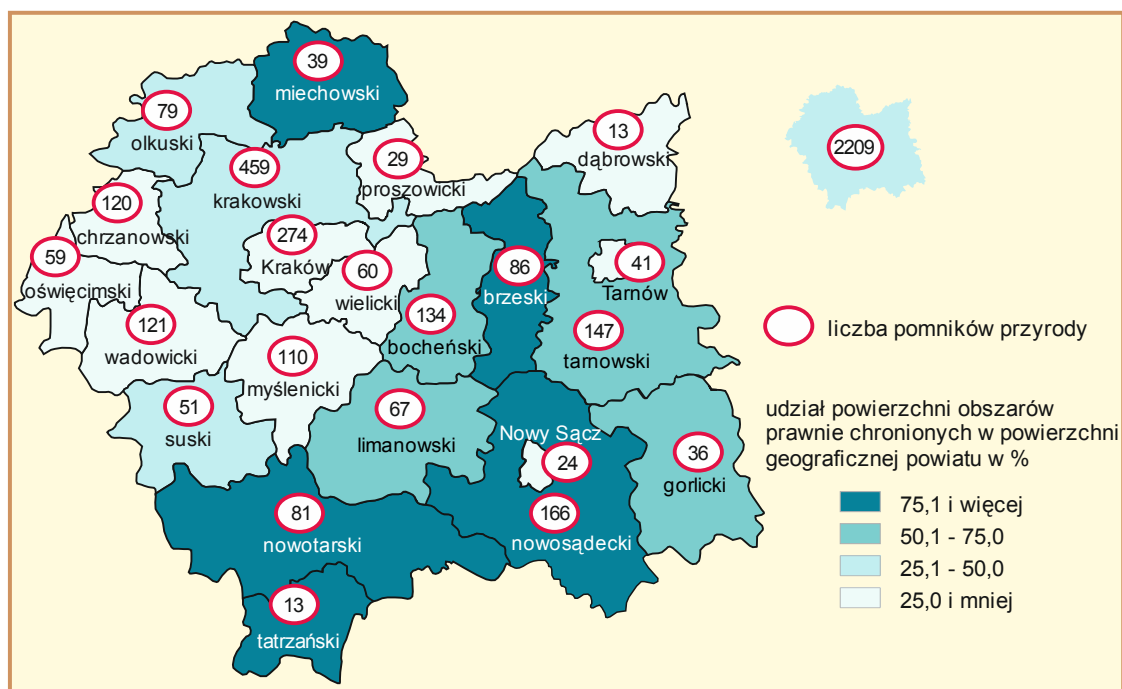 39
miechowski
79
olkuski
13
dąbrowski
2209
459
krakowski
29
proszowicki
120
chrzanowski
274
Kraków
59
oświęcimski
60
wielicki
86
brzeski
41
Tarnów
121
wadowicki
134
bocheński
147
tarnowski
liczba pomników przyrody
110
myślenicki
51
suski
67
limanowski
Nowy Sącz
24
36
gorlicki
udział powierzchni obszarów
prawnie chronionych w powierzchni
geograficznej powiatu w %
81
nowotarski
166
nowosądecki
75,1 i więcej
50,1 - 75,0
25,1 - 50,0
25,0 i mniej
13
tatrzański